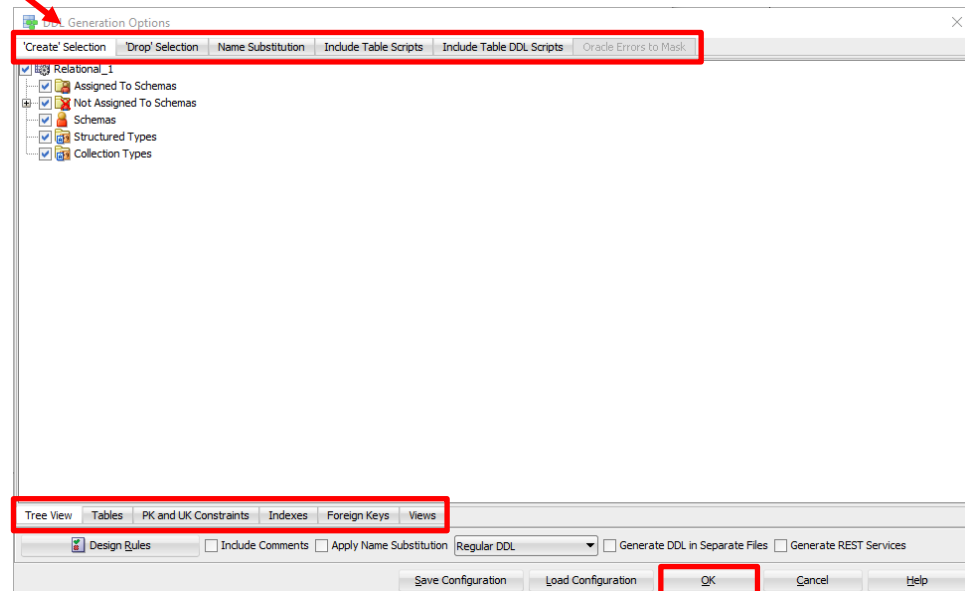 DDL Generation Options
'Create' Selection 'Drop' Selection Name Substitution Include Table Scripts Include Table DDL Scripts Oracle Errors to Mask
Relational_1
Assigned To Schemas
Not Assigned To Schemas
Schemas
Structured Types
Collection Types
Tree View Tables PK and UK Constraints Indexes Foreign Keys Views
Design Rules Include Comments Apply Name Substitution Regular DDL Generate DDL in Separate Files Generate REST Services
Save Configuration Load Configuration OK Cancel Help